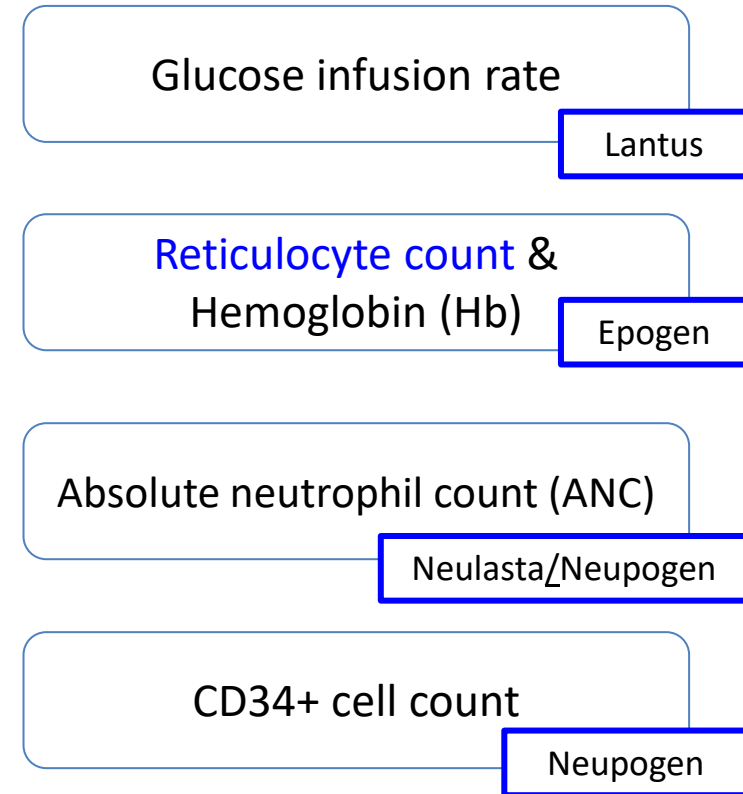 Glucose infusion rate
Lantus
Reticulocyte count &
Hemoglobin (Hb)
Epogen
Absolute neutrophil count (ANC)
Neulasta/Neupogen
CD34+ cell count
Neupogen